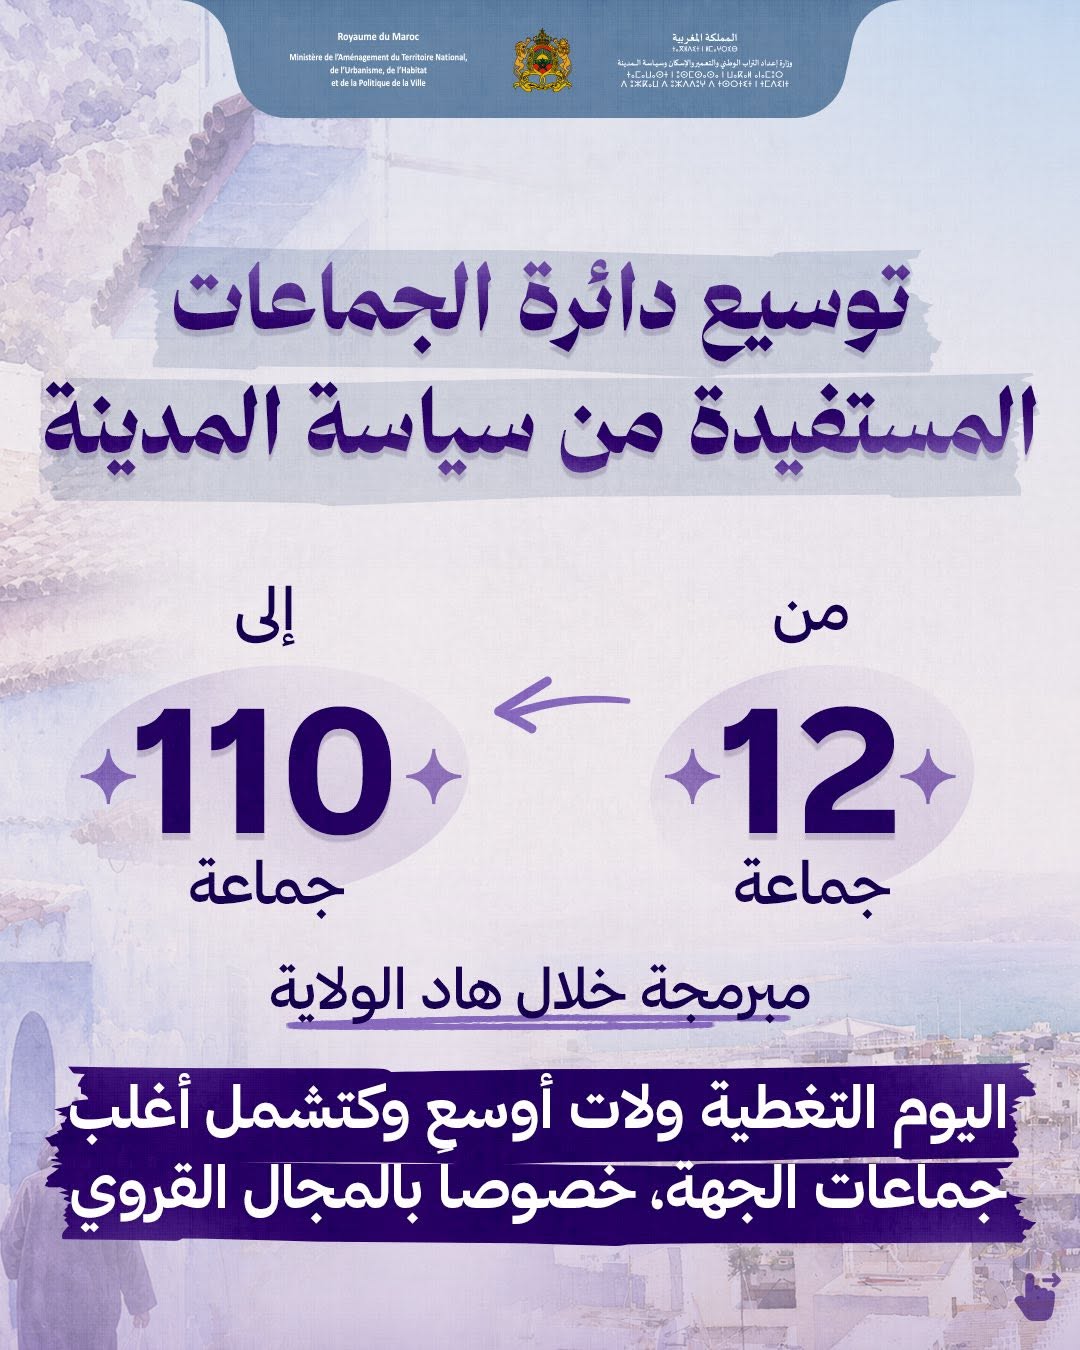 Royaume du Maroc
Ministère de l'Aménagement du Territoire National,
de l'Urbanisme, de l'Habitat
et de la Politique de la Ville
المملكة المغربية
وزارة إعداد التراب الوطني والتعمير والإسكان وسياسة المدينة
توسيع دائرة الجماعات
المستفيدة من سياسة المدينة
من
12
جماعة
إلى
110
جماعة
مبرمجة خلال هاد الولاية
اليوم التغطية ولات أوسع وكتشمل أغلب
جماعات الجهة، خصوصاً بالمجال القروي